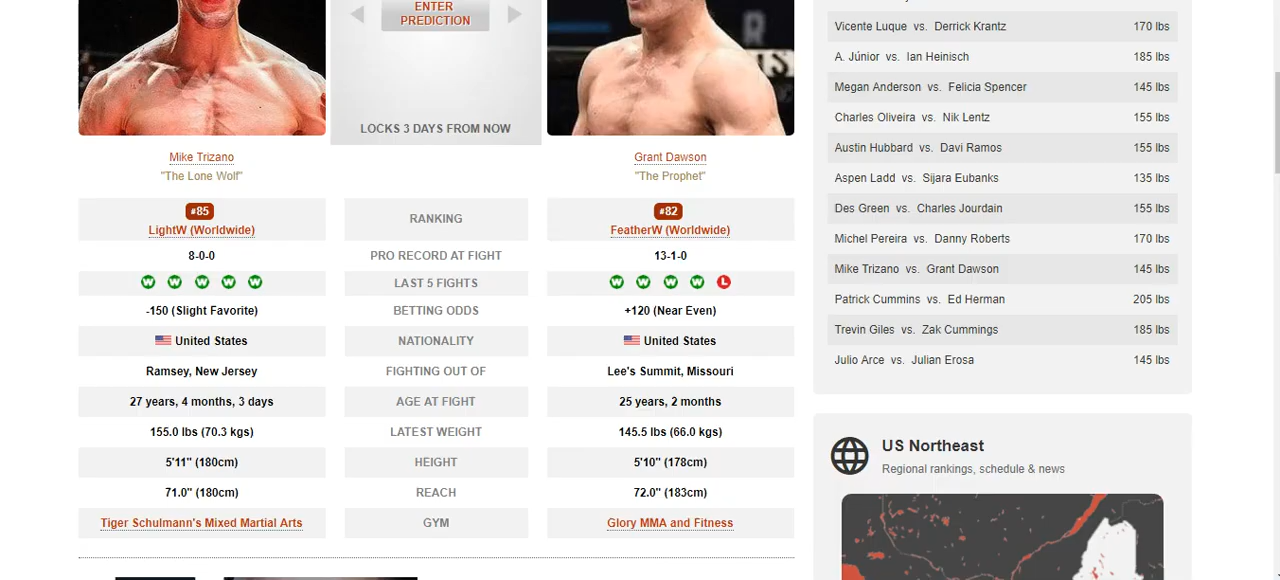 ENTER
PREDICTION
LOCKS 3 DAYS FROM NOW
Mike Trizano
"The Lone Wolf"
Grant Dawson
"The Prophet"
#85
LightW (Worldwide)
RANKING
#82
FeatherW (Worldwide)
8-0-0
PRO RECORD AT FIGHT
13-1-0
W W W W W
LAST 5 FIGHTS
W W W W L
-150 (Slight Favorite)
BETTING ODDS
+120 (Near Even)
United States
NATIONALITY
United States
Ramsey, New Jersey
FIGHTING OUT OF
Lee's Summit, Missouri
27 years, 4 months, 3 days
AGE AT FIGHT
25 years, 2 months
155.0 lbs (70.3 kgs)
LATEST WEIGHT
145.5 lbs (66.0 kgs)
5'11" (180cm)
HEIGHT
5'10" (178cm)
71.0" (180cm)
REACH
72.0" (183cm)
Tiger Schulmann's Mixed Martial Arts
GYM
Glory MMA and Fitness
Vicente Luque vs. Derrick Krantz 170 lbs
A. Júnior vs. Ian Heinisch 185 lbs
Megan Anderson vs. Felicia Spencer 145 lbs
Charles Oliveira vs. Nik Lentz 155 lbs
Austin Hubbard vs. Davi Ramos 155 lbs
Aspen Ladd vs. Sijara Eubanks 135 lbs
Des Green vs. Charles Jourdain 155 lbs
Michel Pereira vs. Danny Roberts 170 lbs
Mike Trizano vs. Grant Dawson 145 lbs
Patrick Cummins vs. Ed Herman 205 lbs
Trevin Giles vs. Zak Cummings 185 lbs
Julio Arce vs. Julian Erosa 145 lbs
US Northeast
Regional rankings, schedule & news